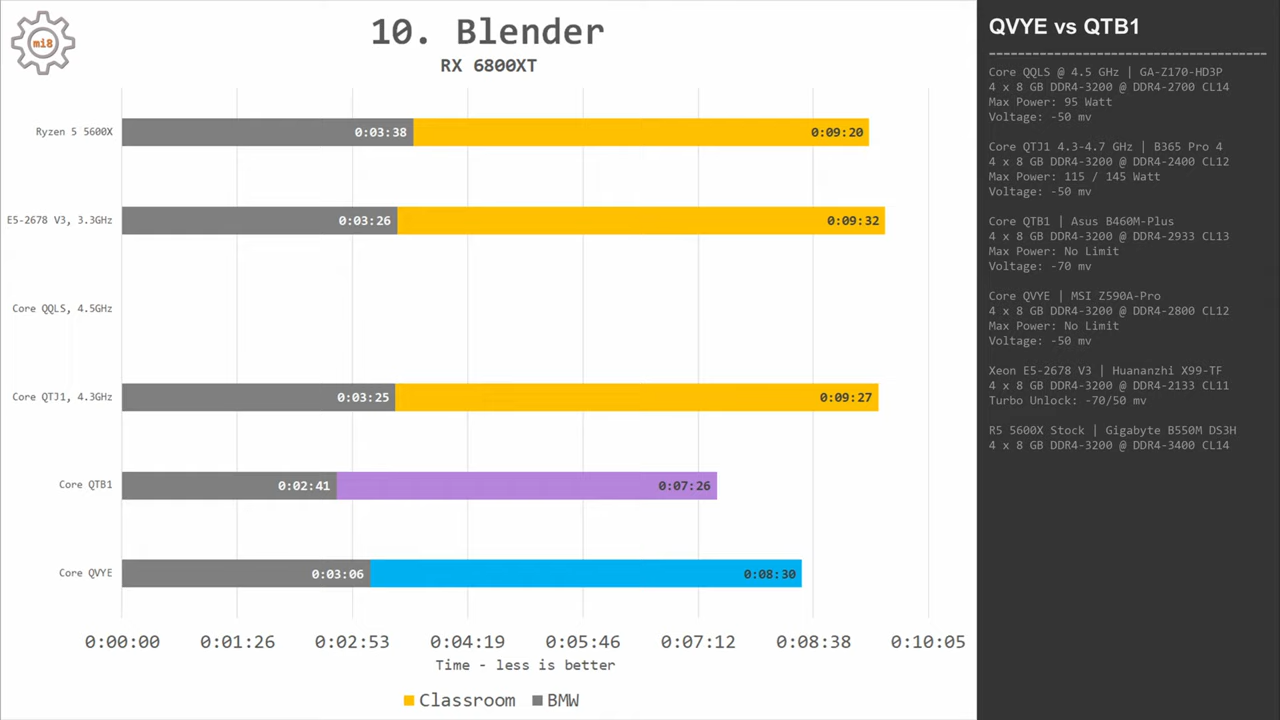 mi8
10. Blender
RX 6800XT
Ryzen 5 5600X
0:03:38
0:09:20
E5-2678 V3, 3.3GHz
0:03:26
0:09:32
Core QQLS, 4.5GHz
Core QTJ1, 4.3GHz
0:03:25
0:09:27
Core QTB1
0:02:41
0:07:26
Core QVYE
0:03:06
0:08:30
0:00:00 0:01:26 0:02:53 0:04:19 0:05:46 0:07:12 0:08:38 0:10:05
Time - less is better
Classroom BMW
QVYE vs QTB1
---------------------------------------
Core QQLS @ 4.5 GHz | GA-Z170-HD3P
4 x 8 GB DDR4-3200 @ DDR4-2700 CL14
Max Power: 95 Watt
Voltage: -50 mv
Core QTJ1 4.3-4.7 GHz | B365 Pro 4
4 x 8 GB DDR4-3200 @ DDR4-2400 CL12
Max Power: 115 / 145 Watt
Voltage: -50 mv
Core QTB1 | Asus B460M-Plus
4 x 8 GB DDR4-3200 @ DDR4-2933 CL13
Max Power: No Limit
Voltage: -70 mv
Core QVYE | MSI Z590A-Pro
4 x 8 GB DDR4-3200 @ DDR4-2800 CL12
Max Power: No Limit
Voltage: -50 mv
Xeon E5-2678 V3 | Huananzhi X99-TF
4 x 8 GB DDR4-3200 @ DDR4-2133 CL11
Turbo Unlock: -70/50 mv
R5 5600X Stock | Gigabyte B550M DS3H
4 x 8 GB DDR4-3200 @ DDR4-3400 CL14